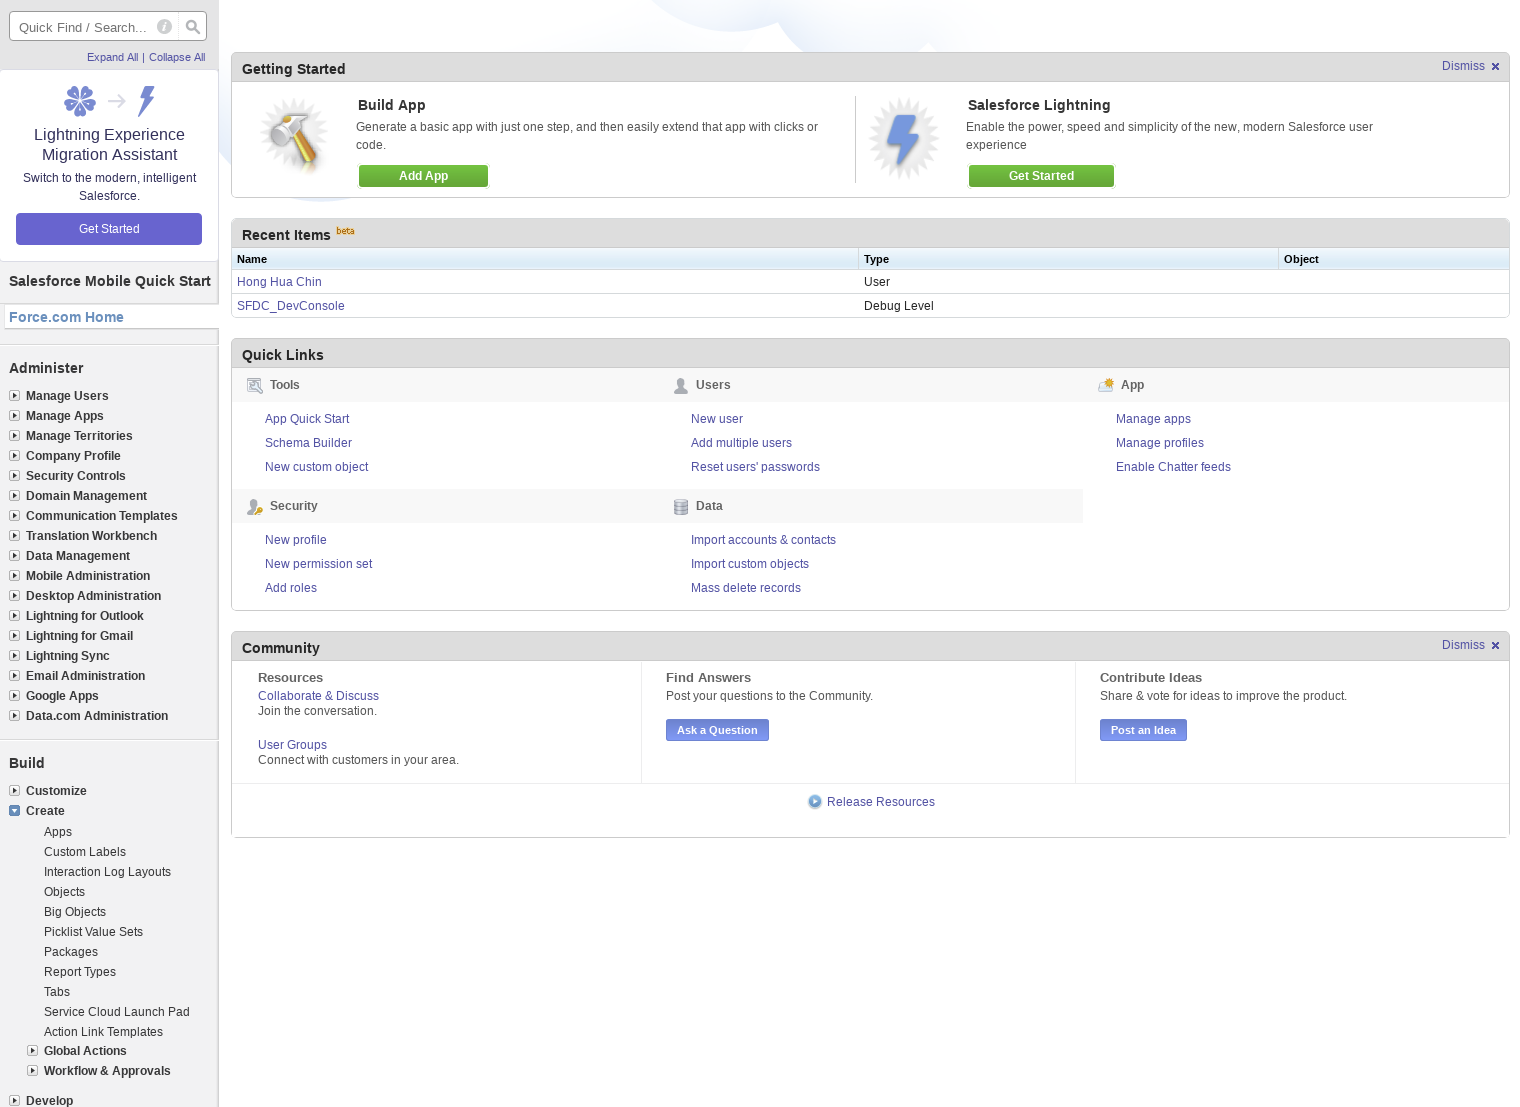 Quick Find / Search...
Expand All | Collapse All
Lightning Experience
Migration Assistant
Switch to the modern, intelligent
Salesforce.
Get Started
Salesforce Mobile Quick Start
Force.com Home
Administer
Manage Users
Manage Apps
Manage Territories
Company Profile
Security Controls
Domain Management
Communication Templates
Translation Workbench
Data Management
Mobile Administration
Desktop Administration
Lightning for Outlook
Lightning for Gmail
Lightning Sync
Email Administration
Google Apps
Data.com Administration
Build
Customize
Create
Apps
Custom Labels
Interaction Log Layouts
Objects
Big Objects
Picklist Value Sets
Packages
Report Types
Tabs
Service Cloud Launch Pad
Action Link Templates
Global Actions
Workflow & Approvals
Develop
Getting Started
Dismiss
Build App
Generate a basic app with just one step, and then easily extend that app with clicks or
code.
Add App
Salesforce Lightning
Enable the power, speed and simplicity of the new, modern Salesforce user
experience
Get Started
Recent Items beta
Name Type Object
Hong Hua Chin User
SFDC_DevConsole Debug Level
Quick Links
Tools
App Quick Start
Schema Builder
New custom object
Users
New user
Add multiple users
Reset users' passwords
App
Manage apps
Manage profiles
Enable Chatter feeds
Security
New profile
New permission set
Add roles
Data
Import accounts & contacts
Import custom objects
Mass delete records
Community
Dismiss
Resources
Collaborate & Discuss
Join the conversation.
User Groups
Connect with customers in your area.
Find Answers
Post your questions to the Community.
Ask a Question
Contribute Ideas
Share & vote for ideas to improve the product.
Post an Idea
Release Resources